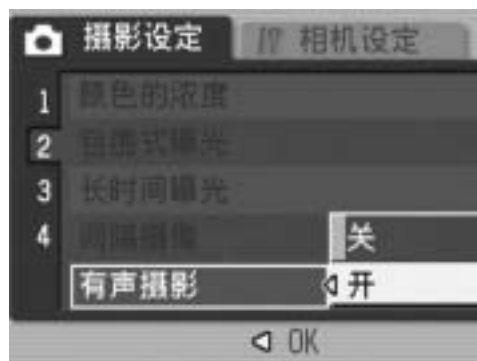 摄影设定 相机设定
1 颜色的浓度
2 自画式曝光
3 长时间曝光
4 间隔摄像 关
有声摄影 开
OK